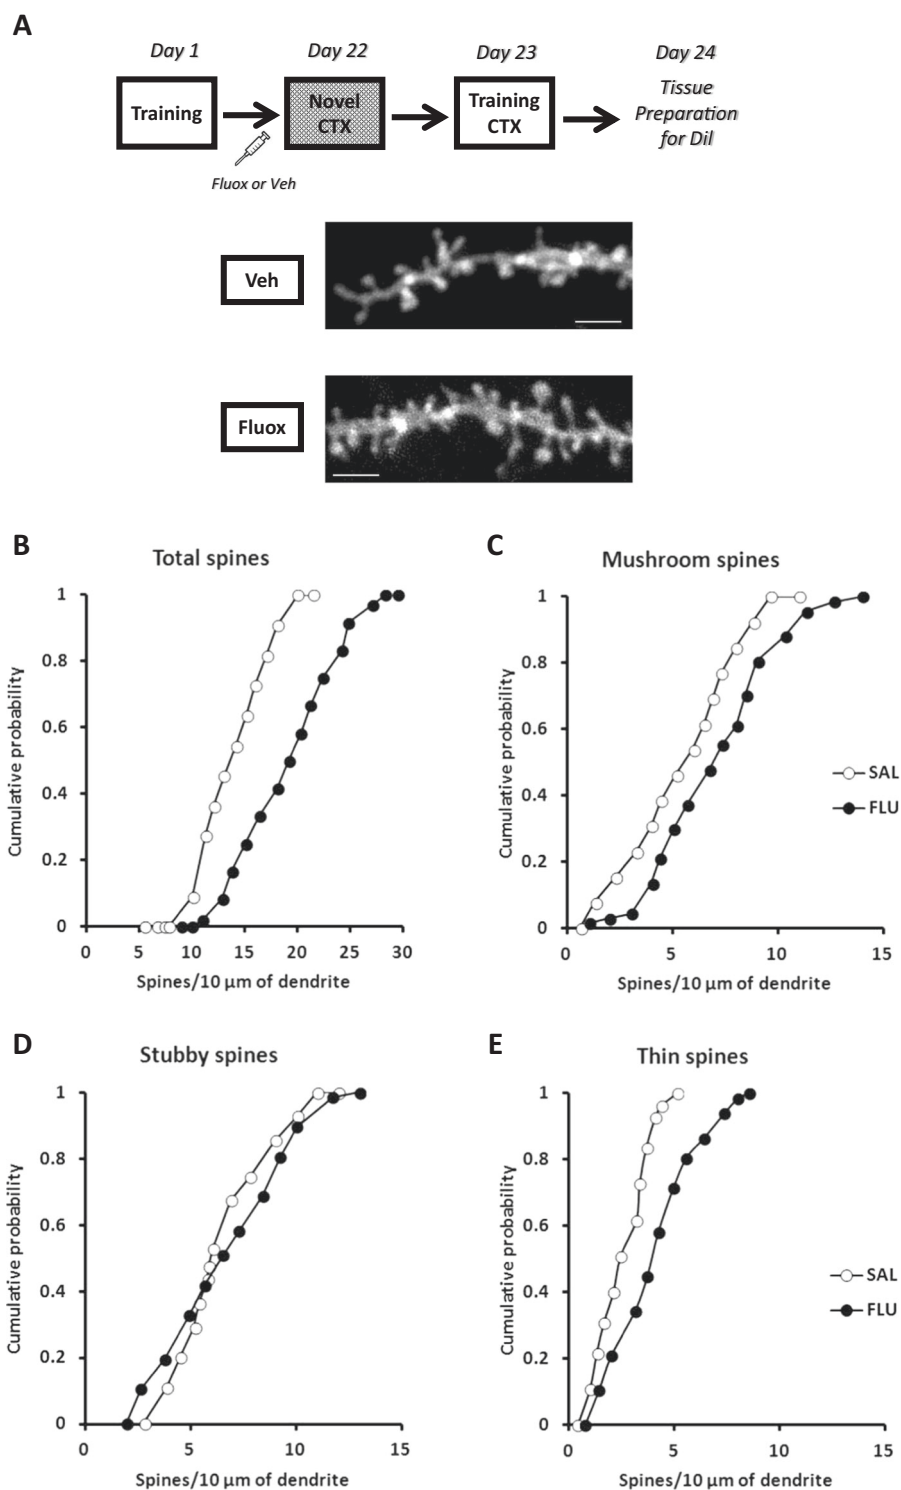 A
Day 1
Day 22
Day 23
Day 24
Training
Novel
CTX
Training
CTX
Tissue
Preparation
for DiI
Fluox or Veh
Veh
Fluox
B
Total spines
1
0.8
0.6
0.4
0.2
0
0 5 10 15 20 25 30
Cumulative probability
Spines/10 µm of dendrite
C
Mushroom spines
1
0.8
0.6
0.4
0.2
0
0 5 10 15
Cumulative probability
Spines/10 µm of dendrite
SAL
FLU
D
Stubby spines
1
0.8
0.6
0.4
0.2
0
0 5 10 15
Cumulative probability
Spines/10 µm of dendrite
E
Thin spines
1
0.8
0.6
0.4
0.2
0
0 5 10 15
Cumulative probability
Spines/10 µm of dendrite
SAL
FLU